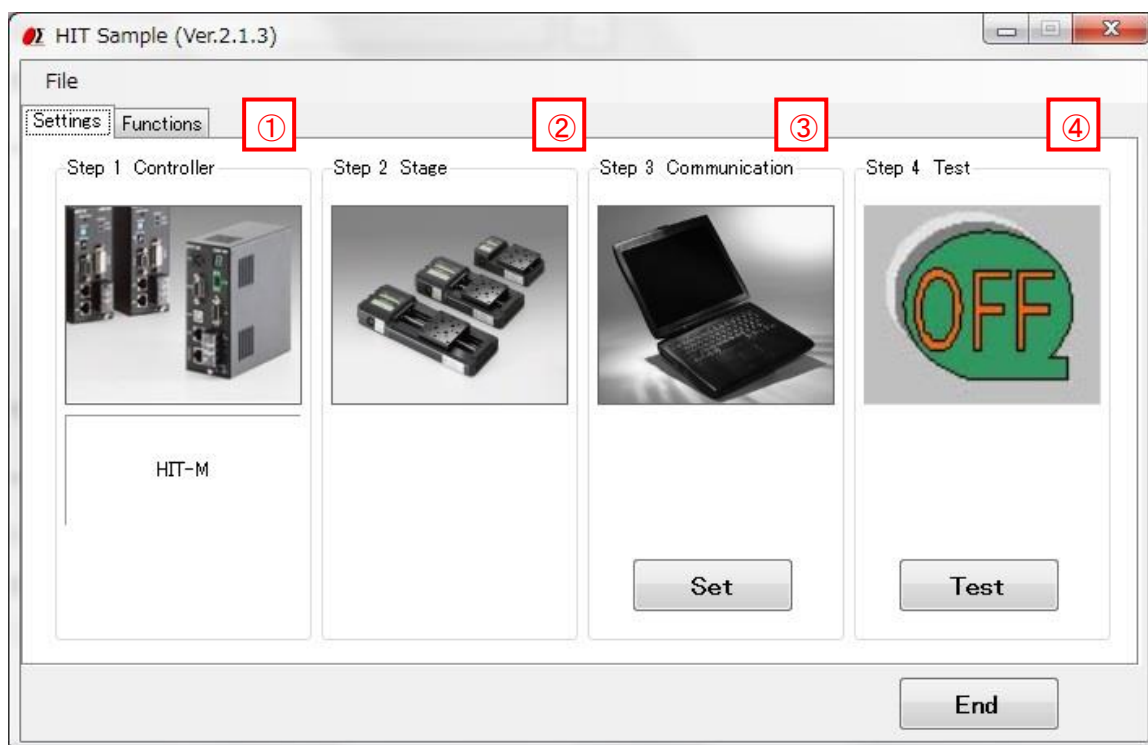 HIT Sample (Ver.2.1.3)
File
Settings Functions
① ② ③ ④
Step 1 Controller
Step 2 Stage
Step 3 Communication
Step 4 Test
OFF
HIT-M
Set
Test
End